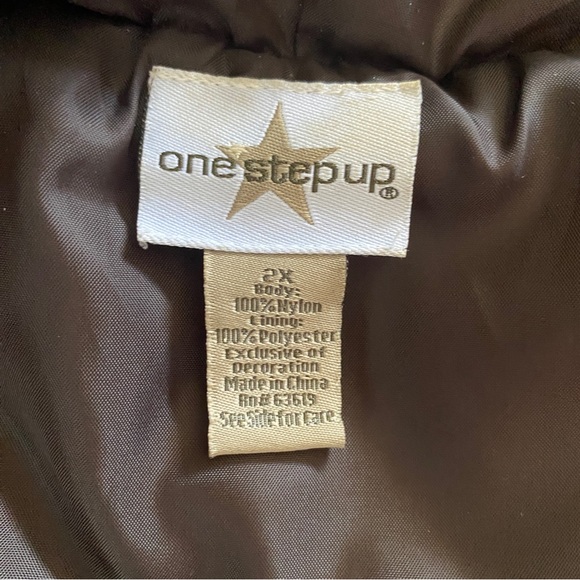 one step up®
2X
Body:
100% Nylon
Lining:
100% Polyester
Exclusive of
Decoration
Made in China
Rn# 63619
See Side for Care